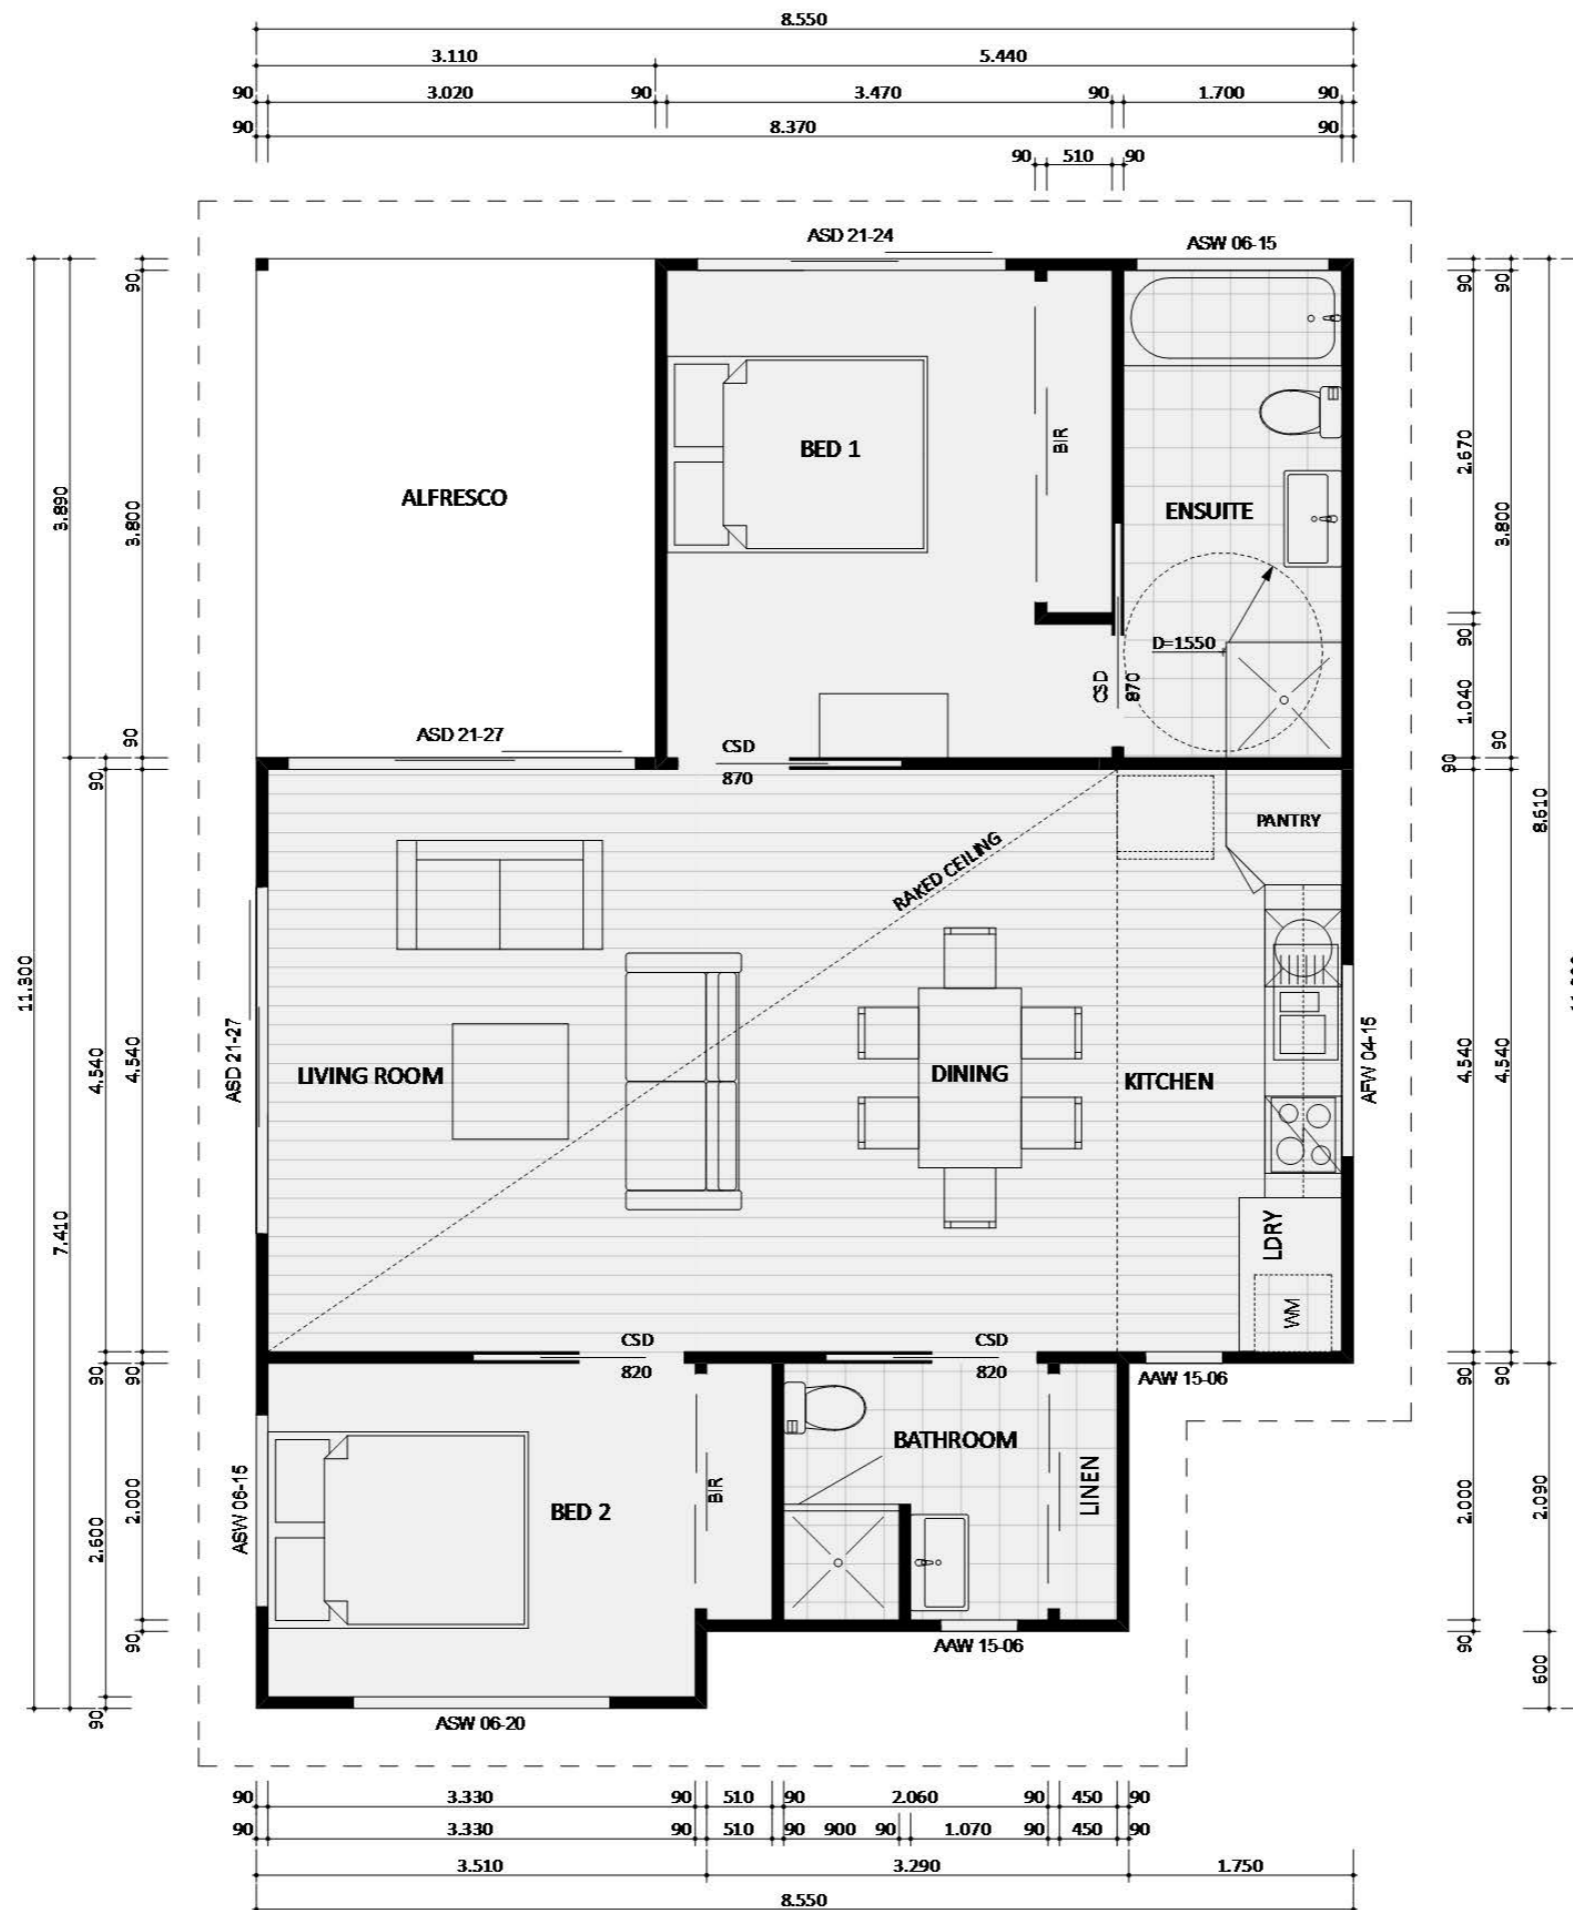 8.550
3.110 5.440
90 3.020 90 3.470 90 1.700 90
90 8.370 90
90 510 90
ASD 21-24
ASW 06-15
90
90
90
BED 1
BIR
ALFRESCO
ENSUITE
3.890
3.800
2.670
3.800
D=1550
CSD
870
90
1.040
ASD 21-27
CSD
870
90
90
90
90
PANTRY
8.610
RAKED CEILING
11.300
4.540
4.540
ASD 21-27
LIVING ROOM
DINING
KITCHEN
AFW 04-15
4.540
4.540
7.410
LDRY
WM
CSD
820
CSD
820
AAW 15-06
90
90
90
90
BATHROOM
LINEN
BED 2
BIR
ASW 06-15
2.600
2.000
2.000
2.090
90
90
AAW 15-06
600
90
ASW 06-20
90 3.330 90 510 90 2.060 90 450 90
90 3.330 90 510 90 900 90 1.070 90 450 90
3.510 3.290 1.750
8.550